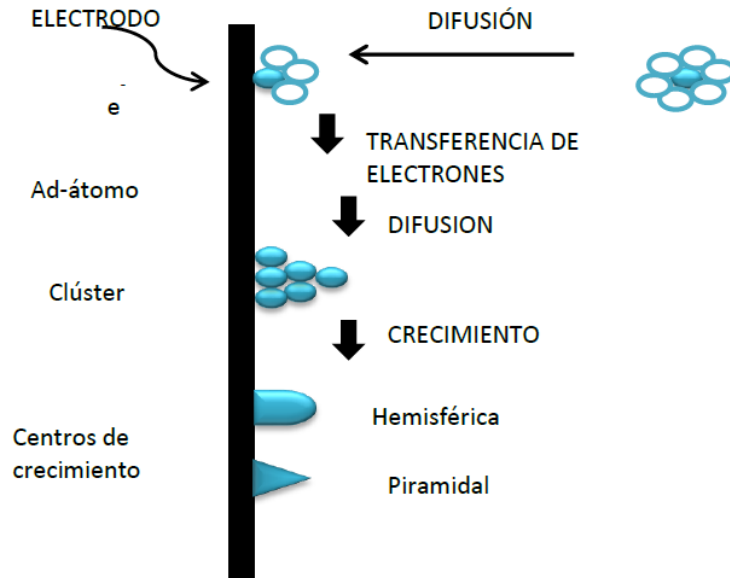 ELECTRODO
DIFUSIÓN
e
TRANSFERENCIA DE
ELECTRONES
Ad-átomo
DIFUSION
Clúster
CRECIMIENTO
Hemisférica
Centros de
crecimiento
Piramidal